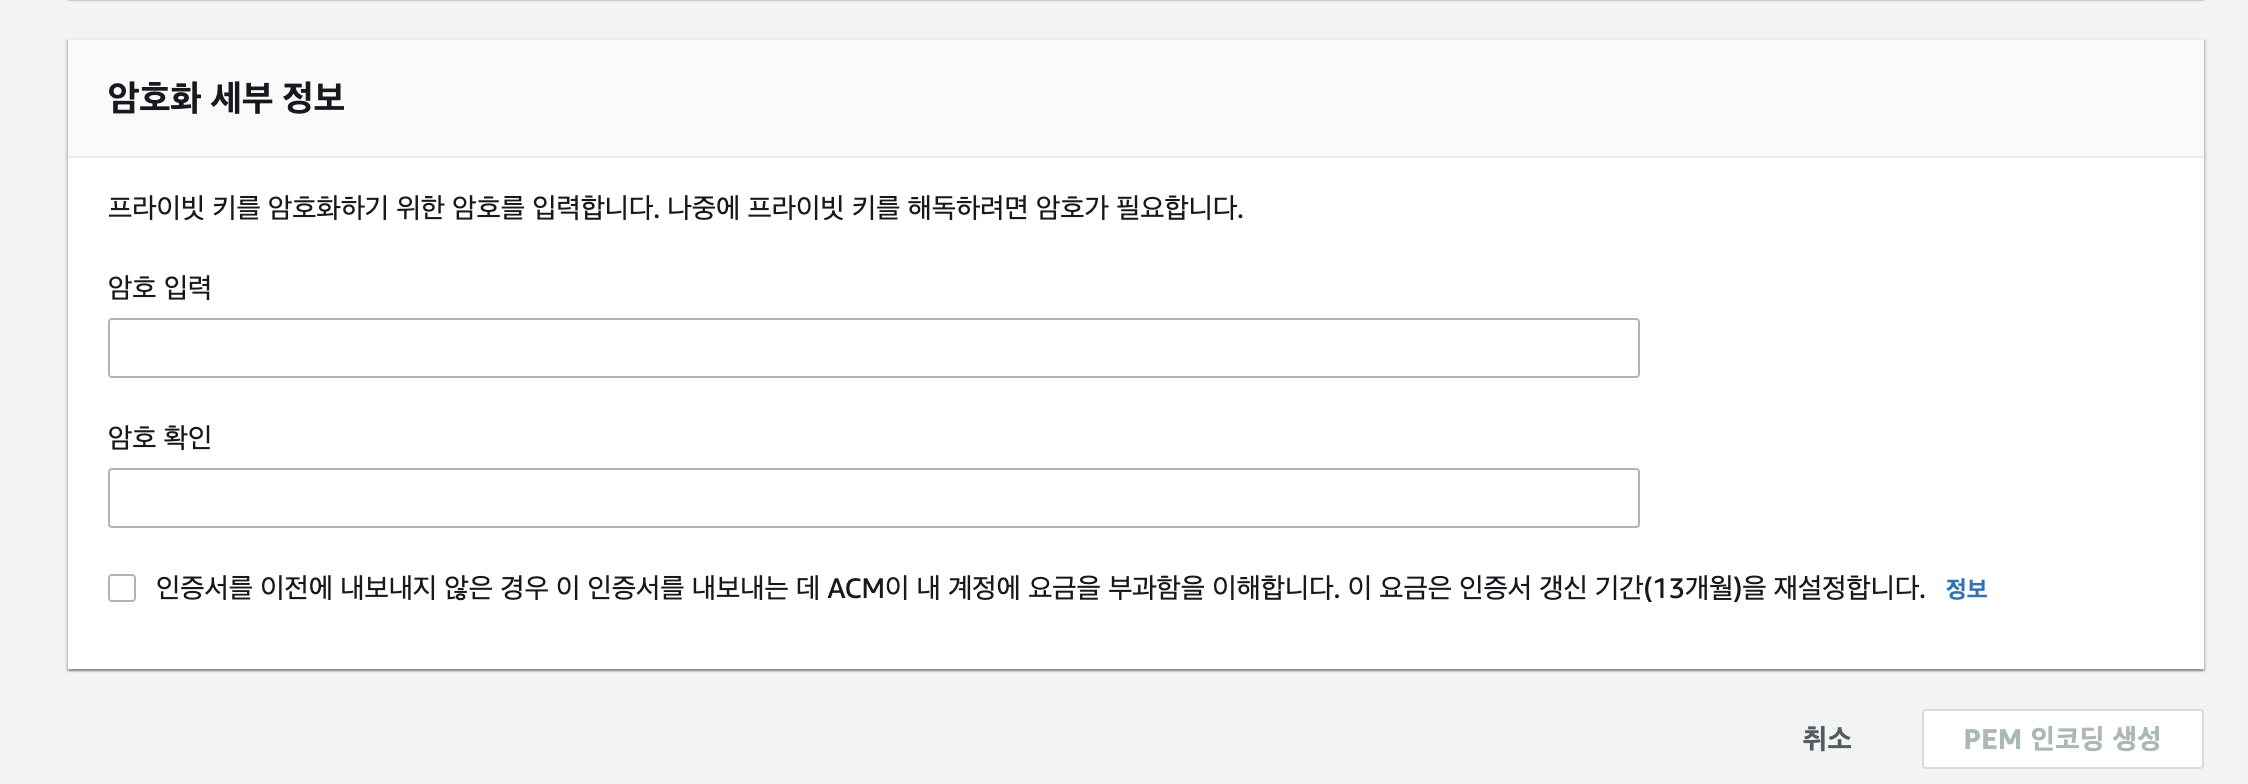 암호화 세부 정보
프라이빗 키를 암호화하기 위한 암호를 입력합니다. 나중에 프라이빗 키를 해독하려면 암호가 필요합니다.
암호 입력
암호 확인
인증서를 이전에 내보내지 않은 경우 이 인증서를 내보내는 데 ACM이 내 계정에 요금을 부과함을 이해합니다. 이 요금은 인증서 갱신 기간(13개월)을 재설정합니다. 정보
취소 PEM 인코딩 생성